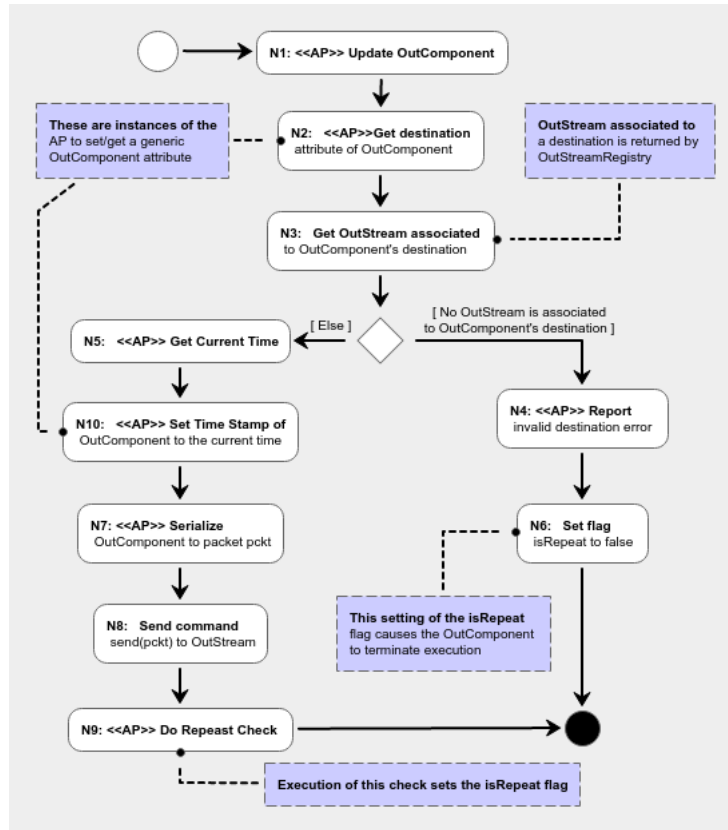 N1: <<AP>> Update OutComponent
These are instances of the
AP to set/get a generic
OutComponent attribute
N2: <<AP>>Get destination
attribute of OutComponent
OutStream associated to
a destination is returned by
OutStreamRegistry
N3: Get OutStream associated
to OutComponent's destination
[ Else ]
[ No OutStream is associated
to OutComponent's destination ]
N5: <<AP>> Get Current Time
N10: <<AP>> Set Time Stamp of
OutComponent to the current time
N4: <<AP>> Report
invalid destination error
N7: <<AP>> Serialize
OutComponent to packet pckt
N6: Set flag
isRepeat to false
N8: Send command
send(pckt) to OutStream
This setting of the isRepeat
flag causes the OutComponent
to terminate execution
N9: <<AP>> Do Repeast Check
Execution of this check sets the isRepeat flag